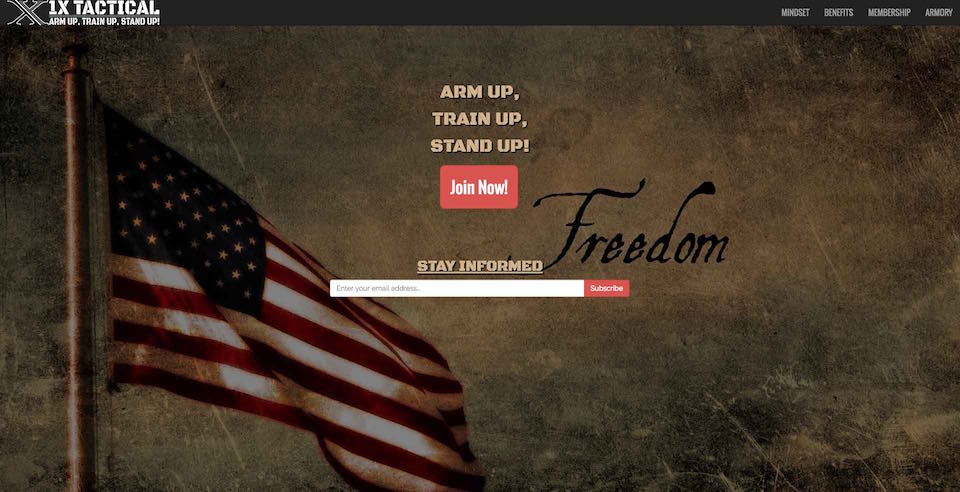 1X TACTICAL
ARM UP, TRAIN UP, STAND UP!
MINDSET BENEFITS MEMBERSHIP ARMORY
ARM UP,
TRAIN UP,
STAND UP!
Join Now!
Freedom
STAY INFORMED
Enter your email address... Subscribe